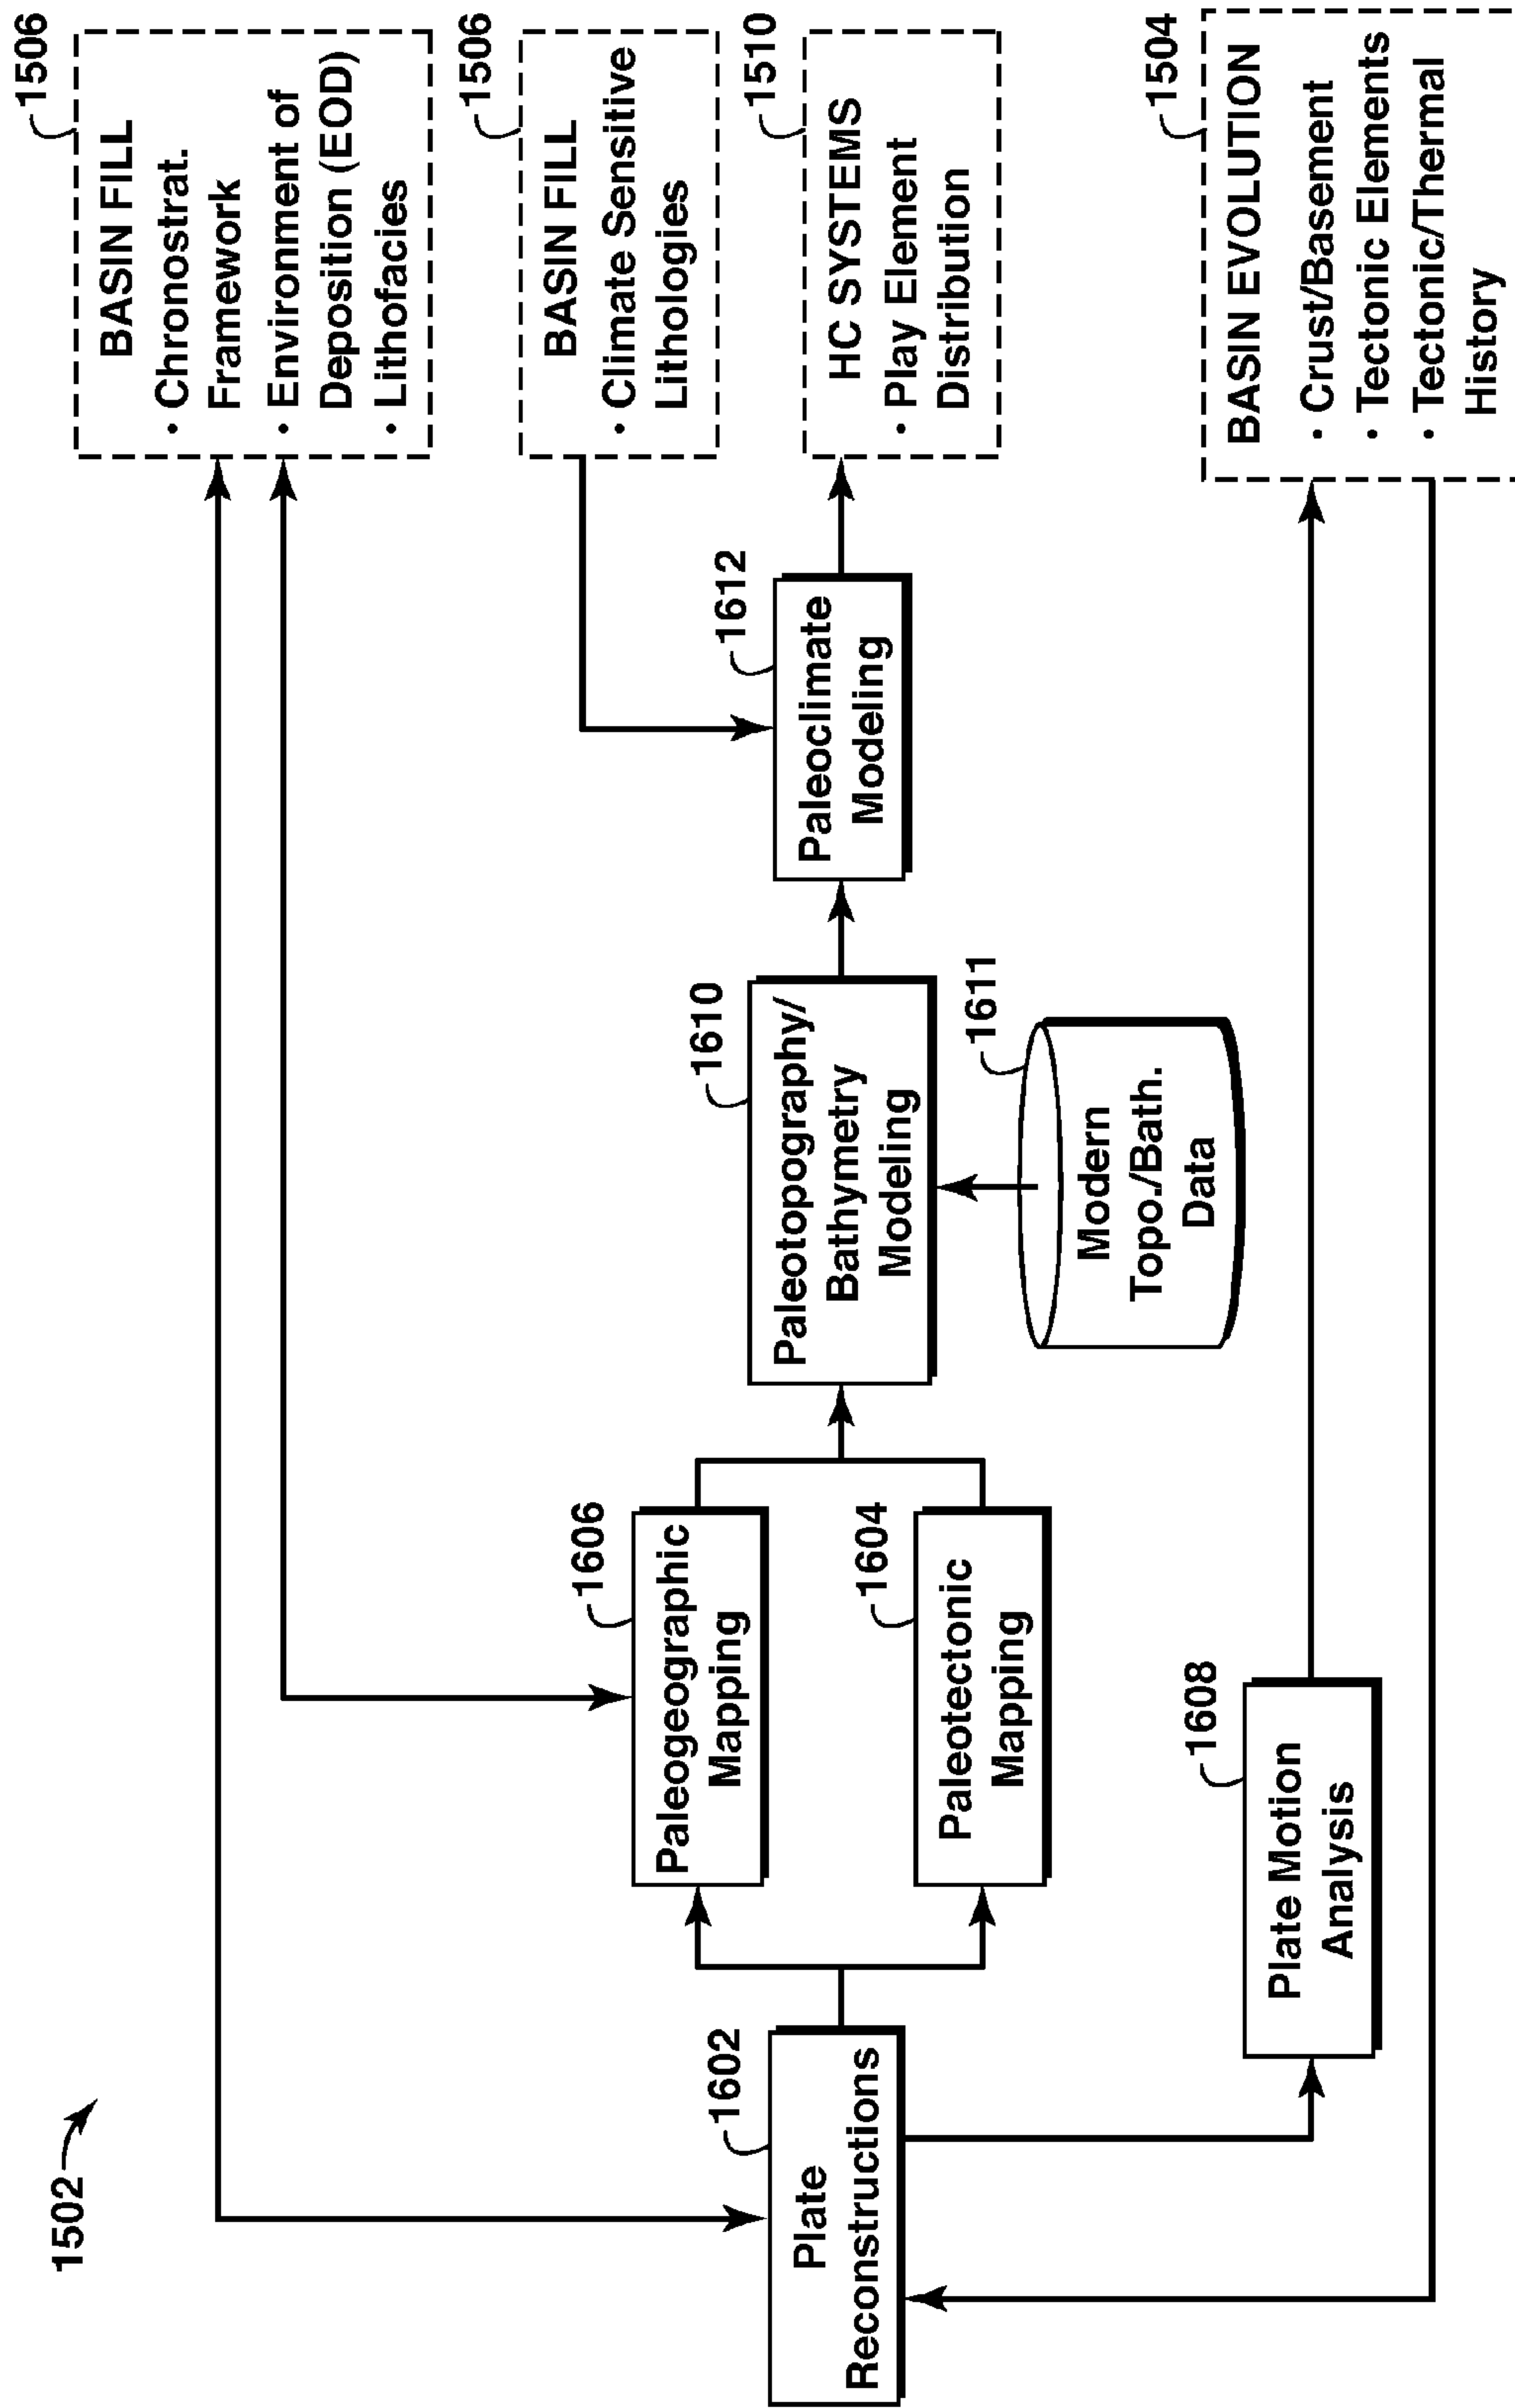 1502
1602
Plate
Reconstructions
1606
Paleogeographic
Mapping
1604
Paleotectonic
Mapping
1608
Plate Motion
Analysis
1610
Paleotopography/
Bathymetry
Modeling
1611
Modern
Topo./Bath.
Data
1612
Paleoclimate
Modeling
1506
BASIN FILL
• Chronostrat.
Framework
• Environment of
Deposition (EOD)
• Lithofacies
1506
BASIN FILL
• Climate Sensitive
Lithologies
1510
HC SYSTEMS
• Play Element
Distribution
1504
BASIN EVOLUTION
• Crust/Basement
• Tectonic Elements
• Tectonic/Thermal
History